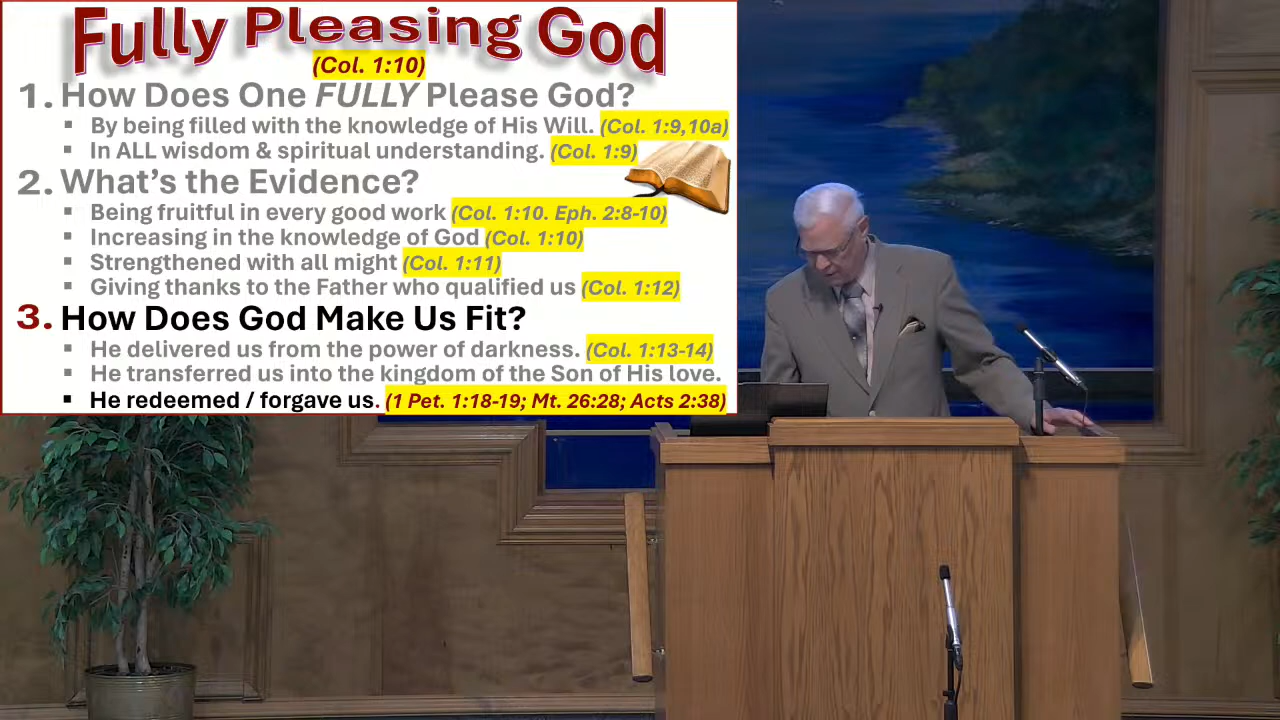 Fully Pleasing God
(Col. 1:10)
1. How Does One FULLY Please God?
▪ By being filled with the knowledge of His Will. (Col. 1:9,10a)
▪ In ALL wisdom & spiritual understanding. (Col. 1:9)
2. What's the Evidence?
▪ Being fruitful in every good work (Col. 1:10. Eph. 2:8-10)
▪ Increasing in the knowledge of God (Col. 1:10)
▪ Strengthened with all might (Col. 1:11)
▪ Giving thanks to the Father who qualified us (Col. 1:12)
3. How Does God Make Us Fit?
▪ He delivered us from the power of darkness. (Col. 1:13-14)
▪ He transferred us into the kingdom of the Son of His love.
▪ He redeemed / forgave us. (1 Pet. 1:18-19; Mt. 26:28; Acts 2:38)